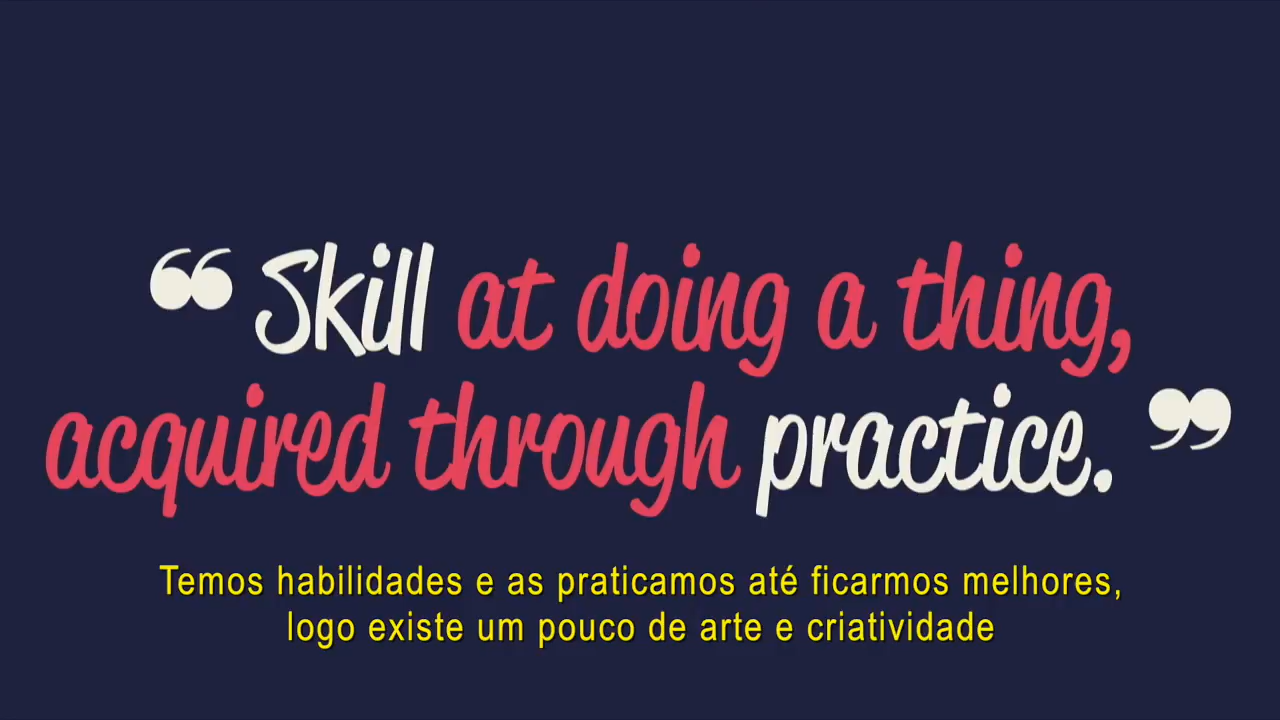 “ Skill at doing a thing,
acquired through practice. ”
Temos habilidades e as praticamos até ficarmos melhores,
logo existe um pouco de arte e criatividade